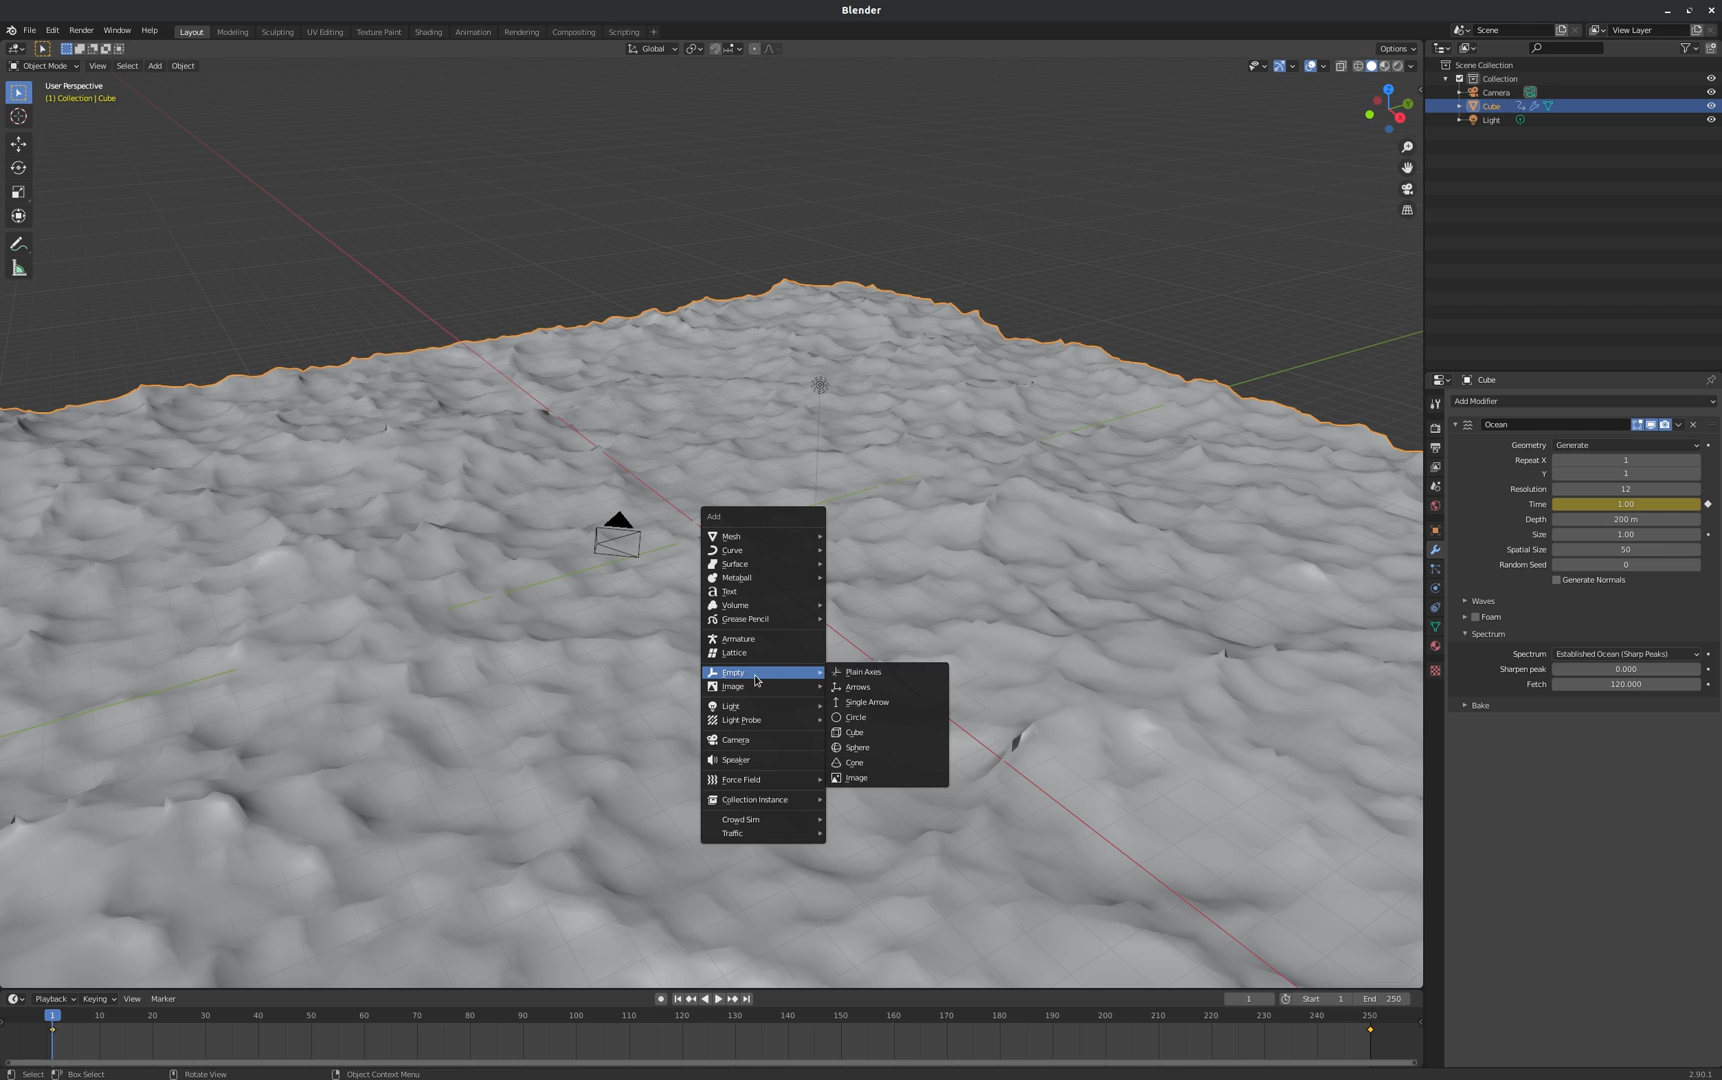 Blender
File Edit Render Window Help Layout Modeling Sculpting UV Editing Texture Paint Shading Animation Rendering Compositing Scripting +
Scene View Layer
Global Options
Object Mode View Select Add Object
User Perspective
(1) Collection | Cube
Z
Y
X
Scene Collection
Collection
Camera
Cube
Light
Cube
Add Modifier
Ocean
Geometry Generate
Repeat X 1
Y 1
Resolution 12
Time 1.00
Depth 200 m
Size 1.00
Spatial Size 50
Random Seed 0
Generate Normals
Waves
Foam
Spectrum
Spectrum Established Ocean (Sharp Peaks)
Sharpen peak 0.000
Fetch 120.000
Bake
Add
Mesh
Curve
Surface
Metaball
Text
Volume
Grease Pencil
Armature
Lattice
Empty
Image
Light
Light Probe
Camera
Speaker
Force Field
Collection Instance
Crowd Sim
Traffic
Plain Axes
Arrows
Single Arrow
Circle
Cube
Sphere
Cone
Image
Playback Keying View Marker 1 Start 1 End 250
1 10 20 30 40 50 60 70 80 90 100 110 120 130 140 150 160 170 180 190 200 210 220 230 240 250
Select Box Select Rotate View Object Context Menu 2.90.1